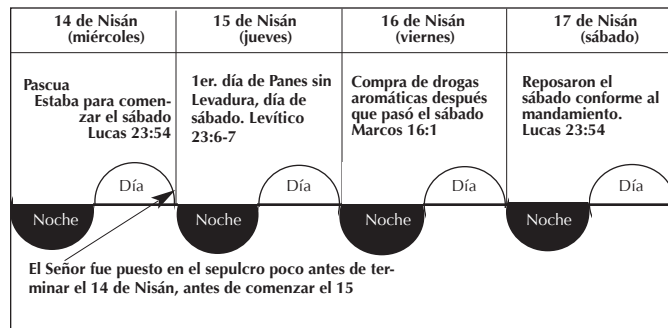 14 de Nisán
(miércoles)
15 de Nisán
(jueves)
16 de Nisán
(viernes)
17 de Nisán
(sábado)
Pascua
Estaba para comen-
zar el sábado
Lucas 23:54
1er. día de Panes sin
Levadura, día de
sábado. Levítico
23:6-7
Compra de drogas
aromáticas después
que pasó el sábado
Marcos 16:1
Reposaron el
sábado conforme al
mandamiento.
Lucas 23:54
Día
Día
Día
Día
Noche
Noche
Noche
Noche
El Señor fue puesto en el sepulcro poco antes de ter-
minar el 14 de Nisán, antes de comenzar el 15